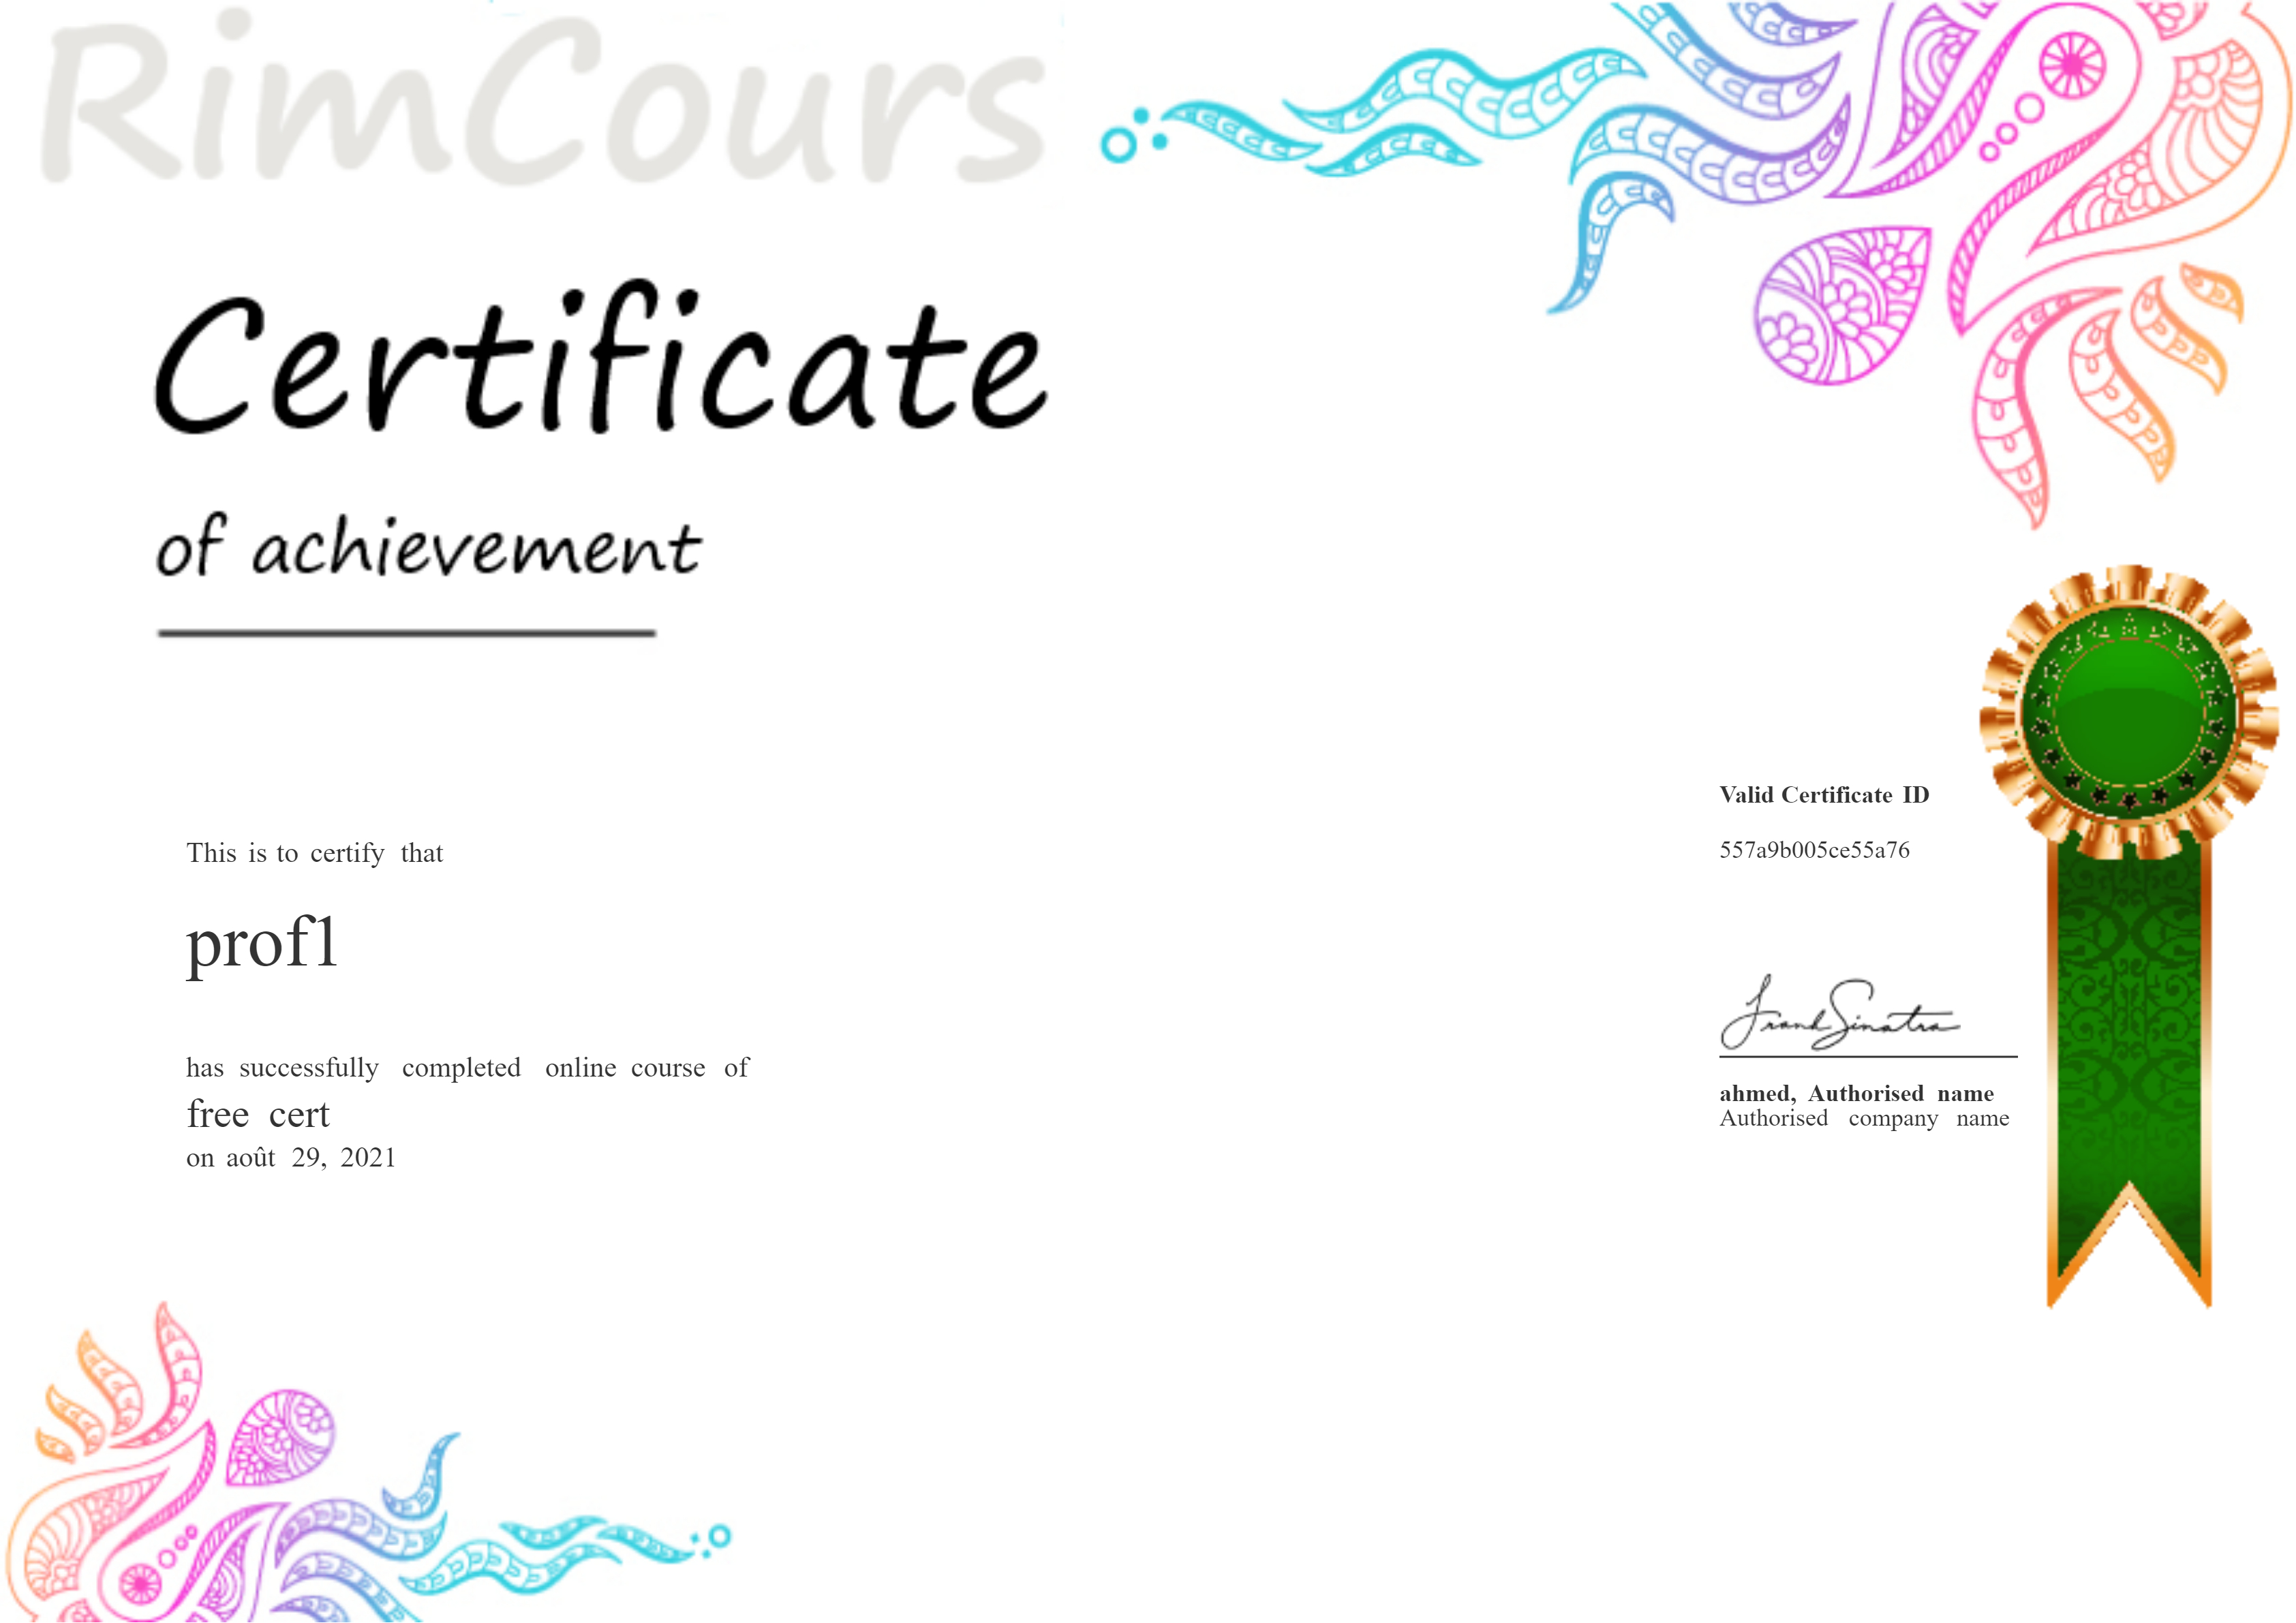 RimCours
Certificate
of achievement
This is to certify that
prof1
has successfully completed online course of
free cert
on août 29, 2021
Valid Certificate ID
557a9b005ce55a76
Frank Sinatra
ahmed, Authorised name
Authorised company name